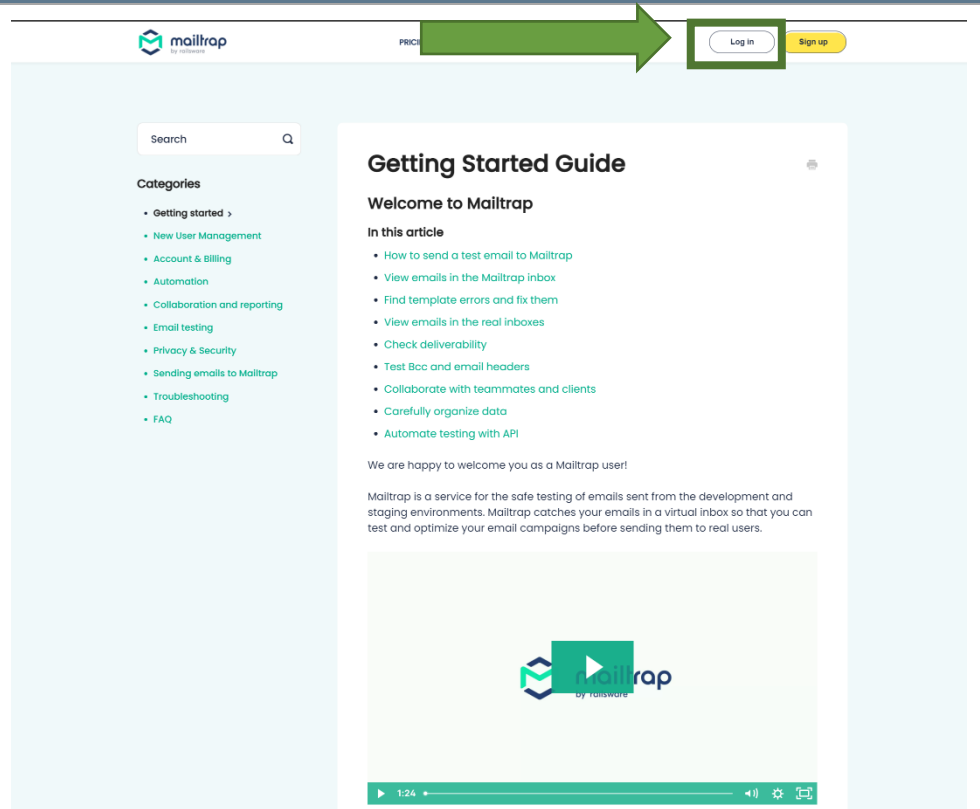 mailtrap
by railsware
Log in
Sign up
Search
Categories
Getting started >
New User Management
Account & Billing
Automation
Collaboration and reporting
Email testing
Privacy & Security
Sending emails to Mailtrap
Troubleshooting
FAQ
Getting Started Guide
Welcome to Mailtrap
In this article
How to send a test email to Mailtrap
View emails in the Mailtrap inbox
Find template errors and fix them
View emails in the real inboxes
Check deliverability
Test Bcc and email headers
Collaborate with teammates and clients
Carefully organize data
Automate testing with API
We are happy to welcome you as a Mailtrap user!
Mailtrap is a service for the safe testing of emails sent from the development and
staging environments. Mailtrap catches your emails in a virtual inbox so that you can
test and optimize your email campaigns before sending them to real users.
mailtrap
by railsware
1:24